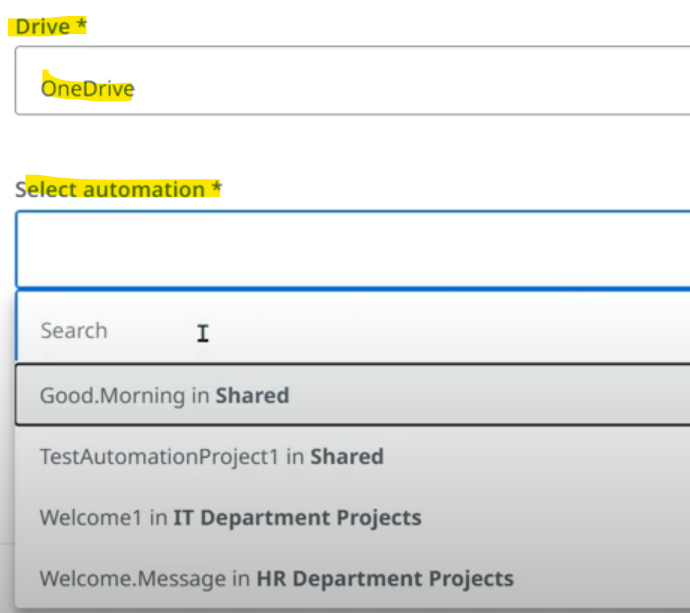 Drive *
OneDrive
Select automation *
Search
Good.Morning in Shared
TestAutomationProject1 in Shared
Welcome1 in IT Department Projects
Welcome.Message in HR Department Projects